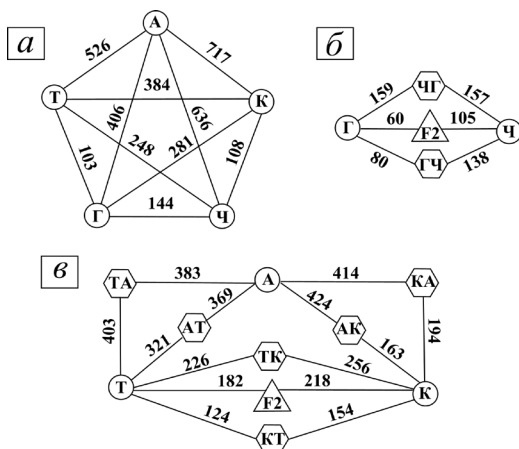 а
А
526
717
Т
384
К
406
636
103
248
281
108
Г
144
Ч
б
ЧГ
159
157
Г
60
F2
105
Ч
80
ГЧ
138
в
ТА
383
А
414
КА
369
424
403
АТ
АК
194
321
226
ТК
256
163
Т
182
F2
218
К
124
КТ
154